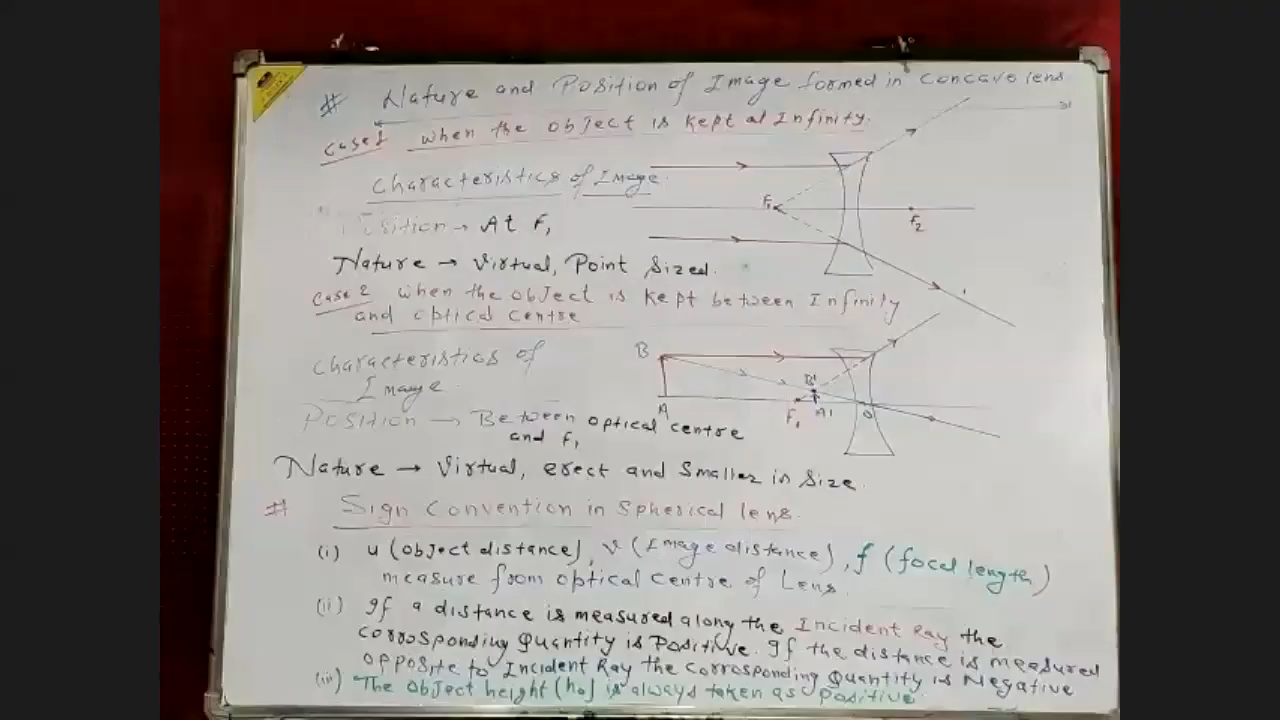 # Nature and Position of Image formed in Concave lens
Case1 when the object is kept at Infinity.
Characteristics of Image.
Position → At F1
Nature → Virtual, Point Sized.
F1
F2
Case 2 when the object is kept between Infinity
and optical Centre
Characteristics of
Image
Position → Between optical centre
and F1
Nature → Virtual, erect and Smaller in Size.
B
A
B'
F1
A'
O
# Sign Convention in Spherical lens.
(i) u (object distance), v (Image distance), f (focal length)
measure from optical Centre of Lens.
(ii) If a distance is measured along the Incident Ray the
Corrosponding Quantity is Positive. If the distance is measured
opposite to Incident Ray the Corrosponding Quantity is Negative
(iii) The Object height (ho) is always taken as Positive.